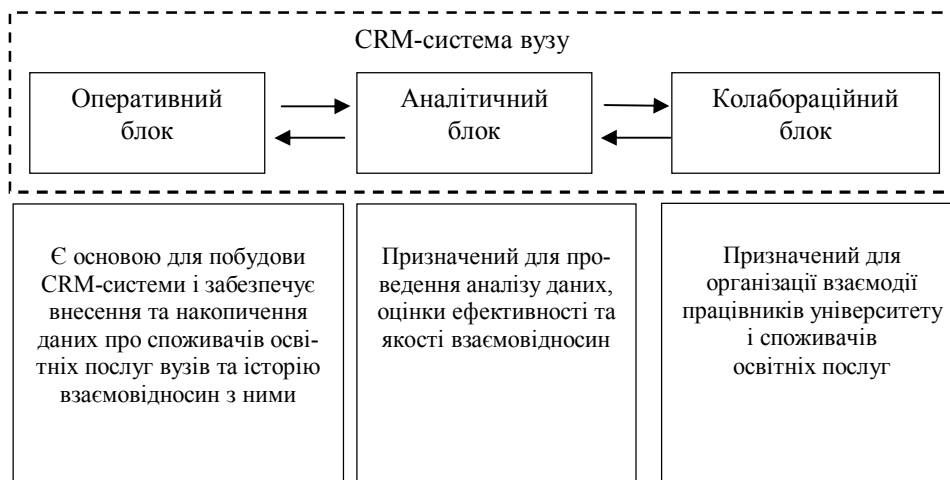 CRM-система вузу
Оперативний
блок
Аналітичний
блок
Колабораційний
блок
Є основою для побудови
CRM-системи і забезпечує
внесення та накопичення
даних про споживачів осві-
тніх послуг вузів та історію
взаємовідносин з ними
Призначений для про-
ведення аналізу даних,
оцінки ефективності та
якості взаємовідносин
Призначений для
організації взаємодії
працівників університету
і споживачів
освітніх послуг